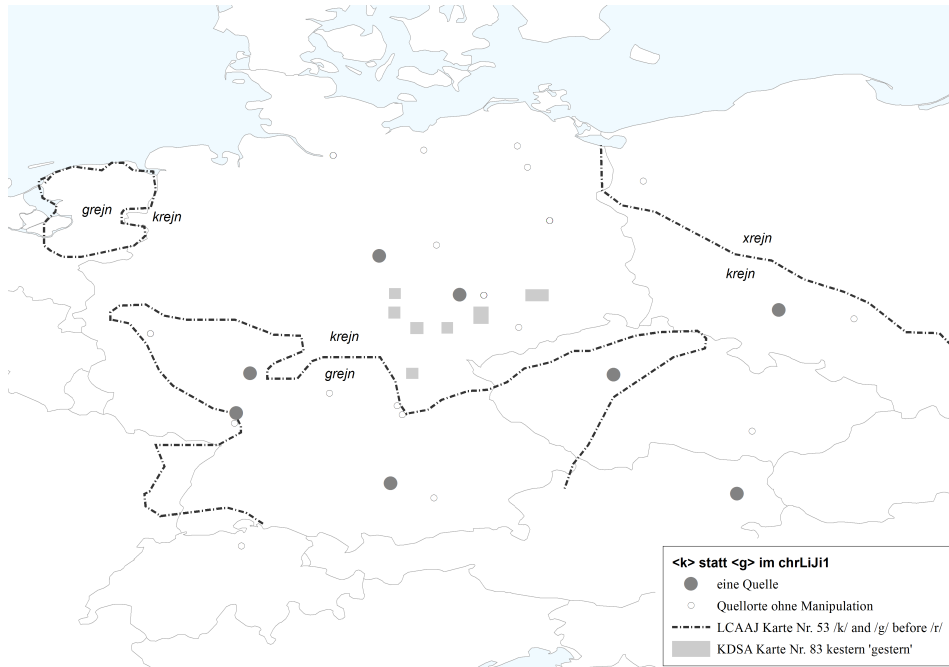 grejn
krejn
xrejn
krejn
krejn
grejn
<k> statt <g> im chrLiJi1
eine Quelle
Quellorte ohne Manipulation
LCAAJ Karte Nr. 53 /k/ and /g/ before /r/
KDSA Karte Nr. 83 kestern 'gestern'